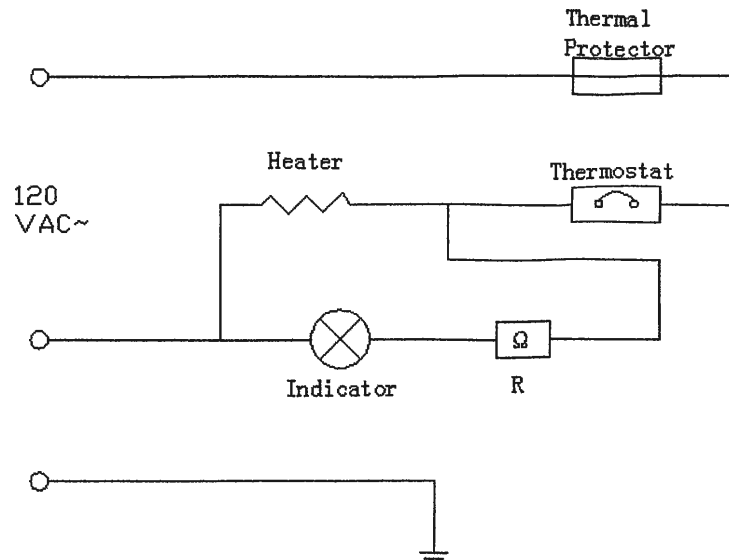 Thermal
Protector
Heater
Thermostat
120
VAC~
Ω
Indicator
R